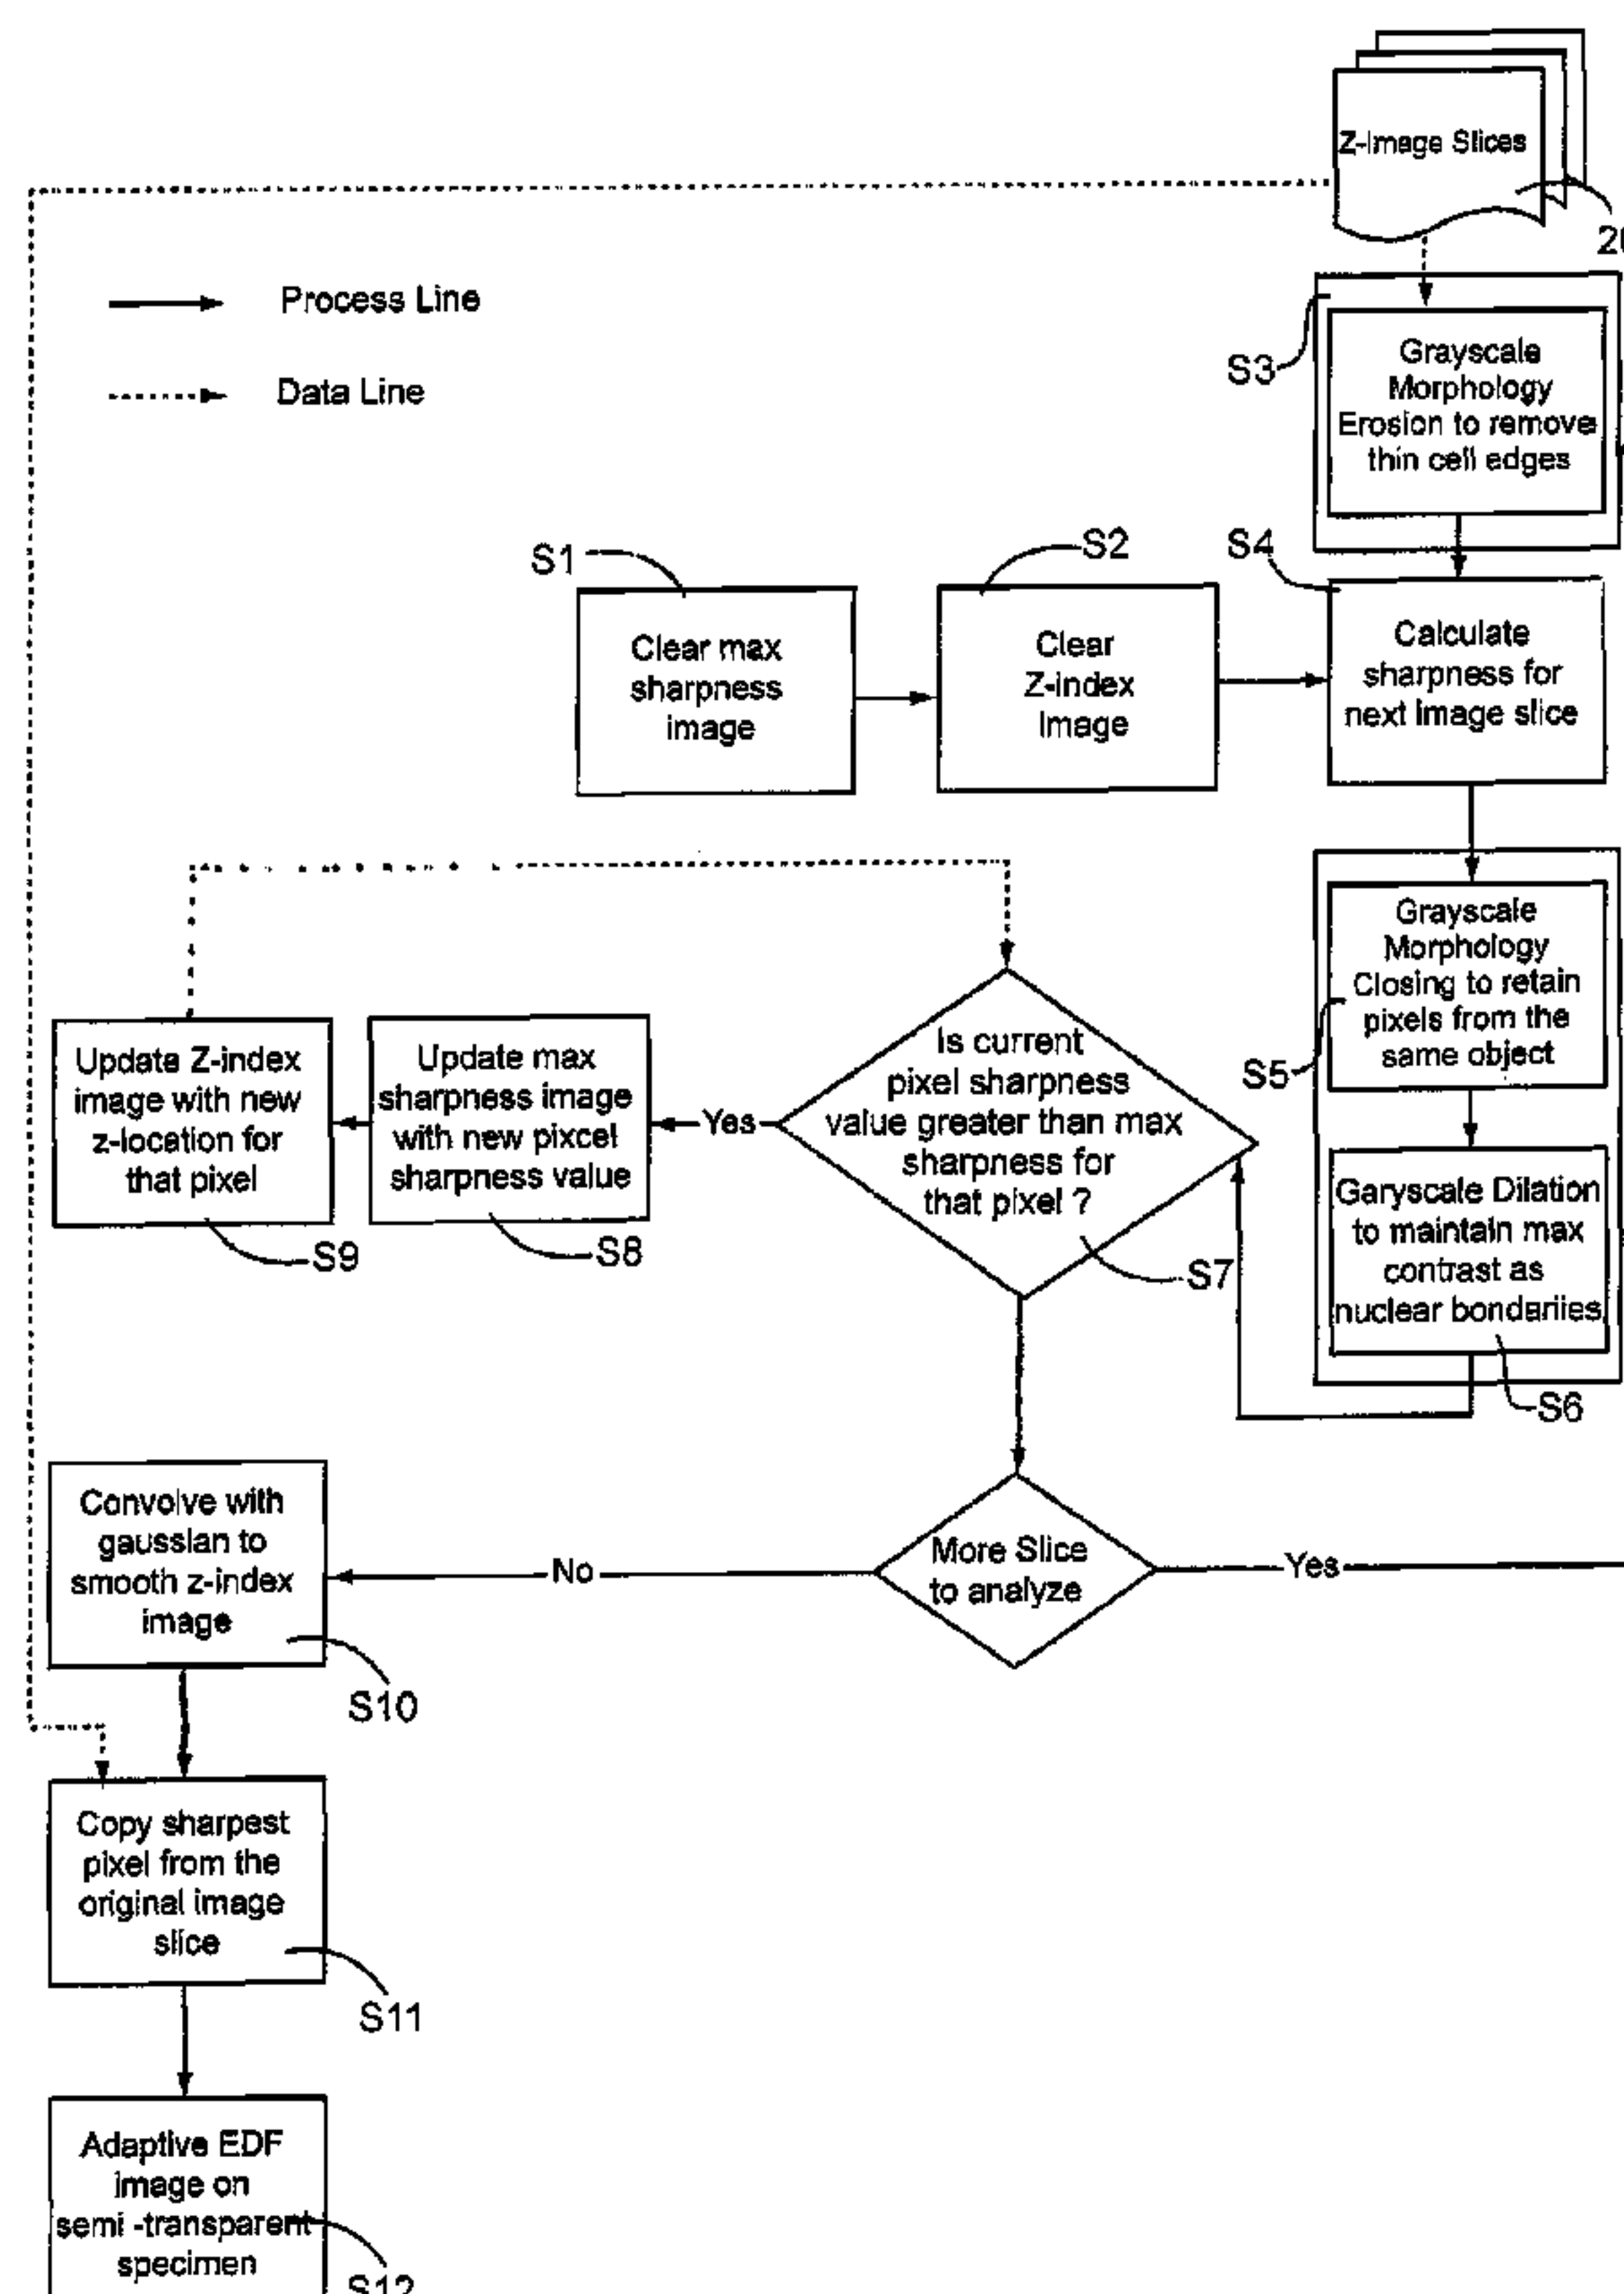 Z-Image Slices
Process Line
Data Line
S3
Grayscale
Morphology
Erosion to remove
thin cell edges
S1
S2
S4
Clear max
sharpness
image
Clear
Z-index
Image
Calculate
sharpness for
next image slice
Grayscale
Morphology
Closing to retain
pixels from the
same object
S5
Is current
pixel sharpness
value greater than max
sharpness for
that pixel ?
Yes
Update max
sharpness image
with new pixcel
sharpness value
Update Z-index
image with new
z-location for
that pixel
S9
S8
S7
Garyscale Dilation
to maintain max
contrast as
nuclear bondariies
S6
More Slice
to analyze
Yes
No
Convolve with
gaussian to
smooth z-index
image
S10
Copy sharpest
pixel from the
original image
slice
S11
Adaptive EDF
image on
semi -transparent
specimen
S12